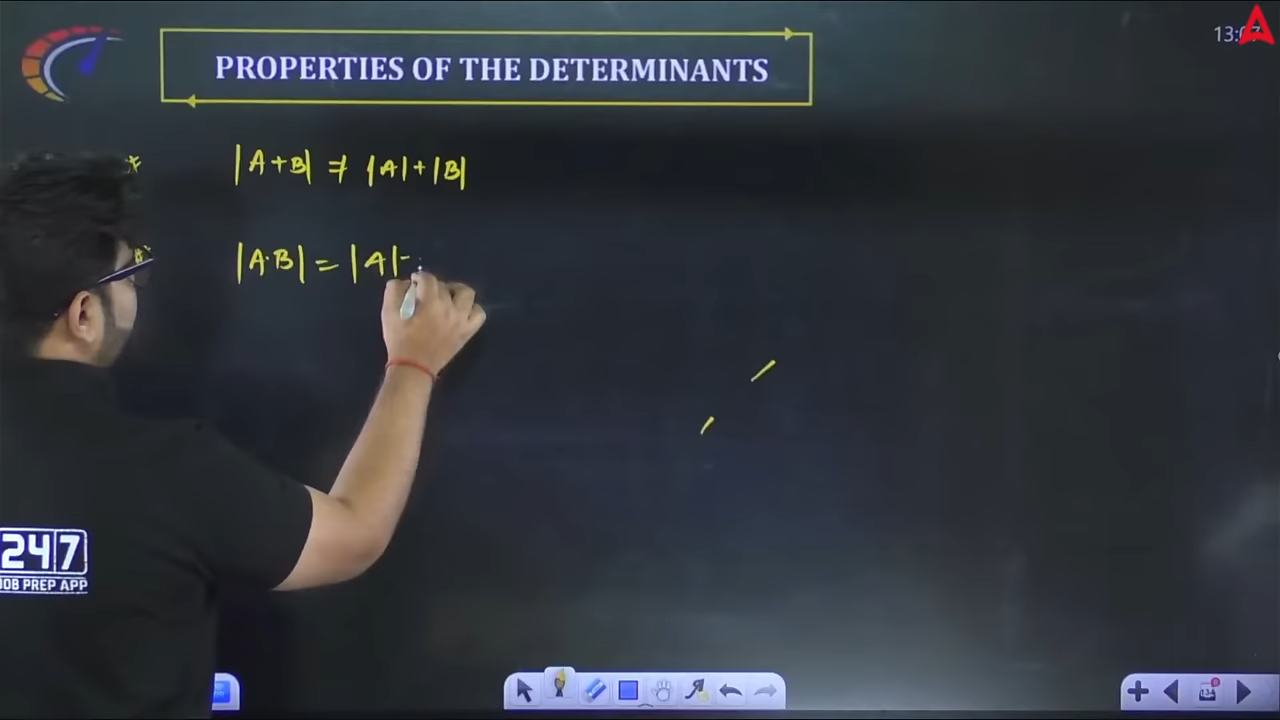 PROPERTIES OF THE DETERMINANTS
|A+B| ≠ |A|+|B|
|A·B| = |A|
247
JOB PREP APP